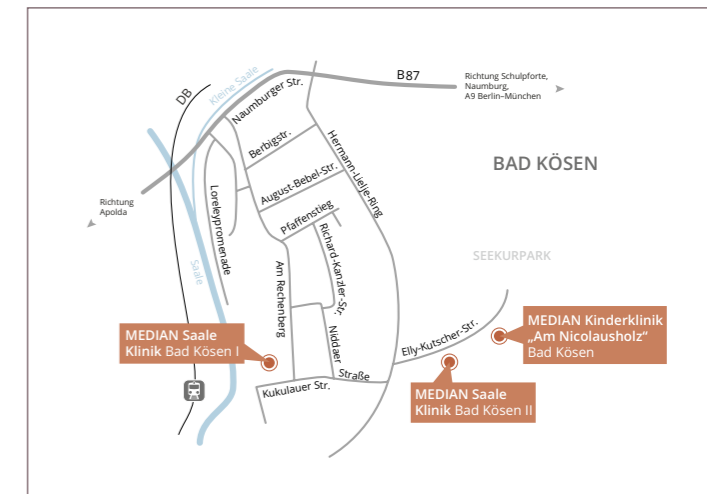 B87
Richtung Schulpforte,
Naumburg,
A9 Berlin–München
DB
Kleine Saale
Naumburger Str.
Berbigstr.
Hermann-Lielje-Ring
BAD KÖSEN
August-Bebel-Str.
Richtung
Apolda
Loreleypromenade
Pfaffenstieg
Richard-Kanzler-Str.
SEEKURPARK
Saale
Am Rechenberg
MEDIAN Kinderklinik
„Am Nicolausholz“
Bad Kösen
MEDIAN Saale
Klinik Bad Kösen I
Niddaer
Straße
Elly-Kutscher-Str.
Kukulauer Str.
MEDIAN Saale
Klinik Bad Kösen II